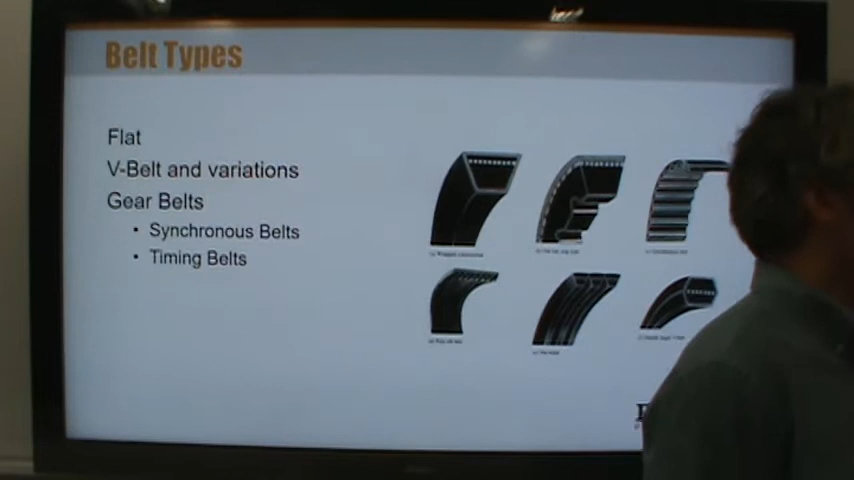 Belt Types
Flat
V-Belt and variations
Gear Belts
• Synchronous Belts
• Timing Belts